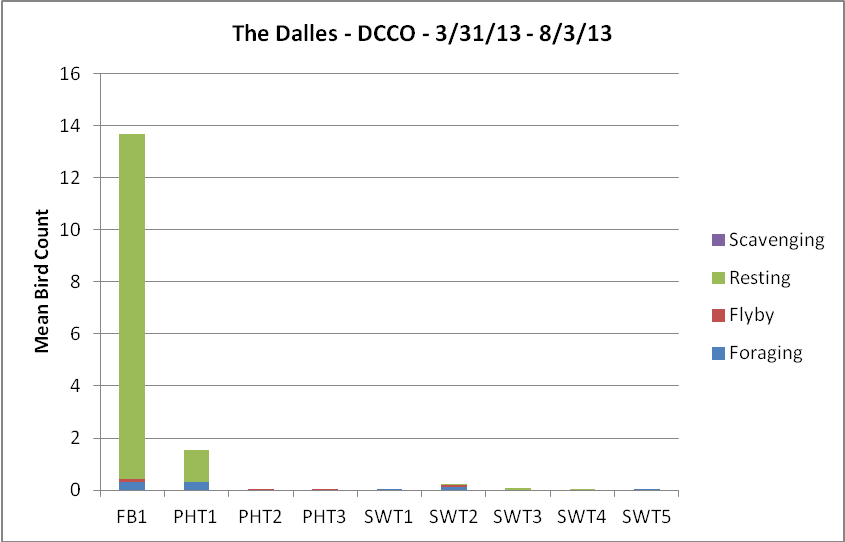 The Dalles - DCCO - 3/31/13 - 8/3/13
Mean Bird Count
16
14
12
10
8
6
4
2
0
FB1 PHT1 PHT2 PHT3 SWT1 SWT2 SWT3 SWT4 SWT5
Scavenging
Resting
Flyby
Foraging